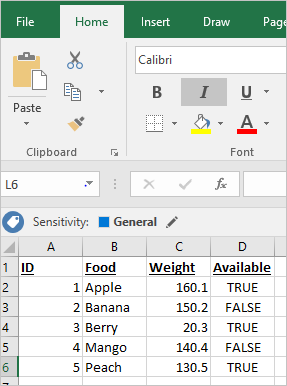 File Home Insert Draw Page
Calibri
Paste B I U
Clipboard Font
L6
Sensitivity: General
A B C D
1 ID Food Weight Available
2 1 Apple 160.1 TRUE
3 2 Banana 150.2 FALSE
4 3 Berry 20.3 TRUE
5 4 Mango 140.4 FALSE
6 5 Peach 130.5 TRUE